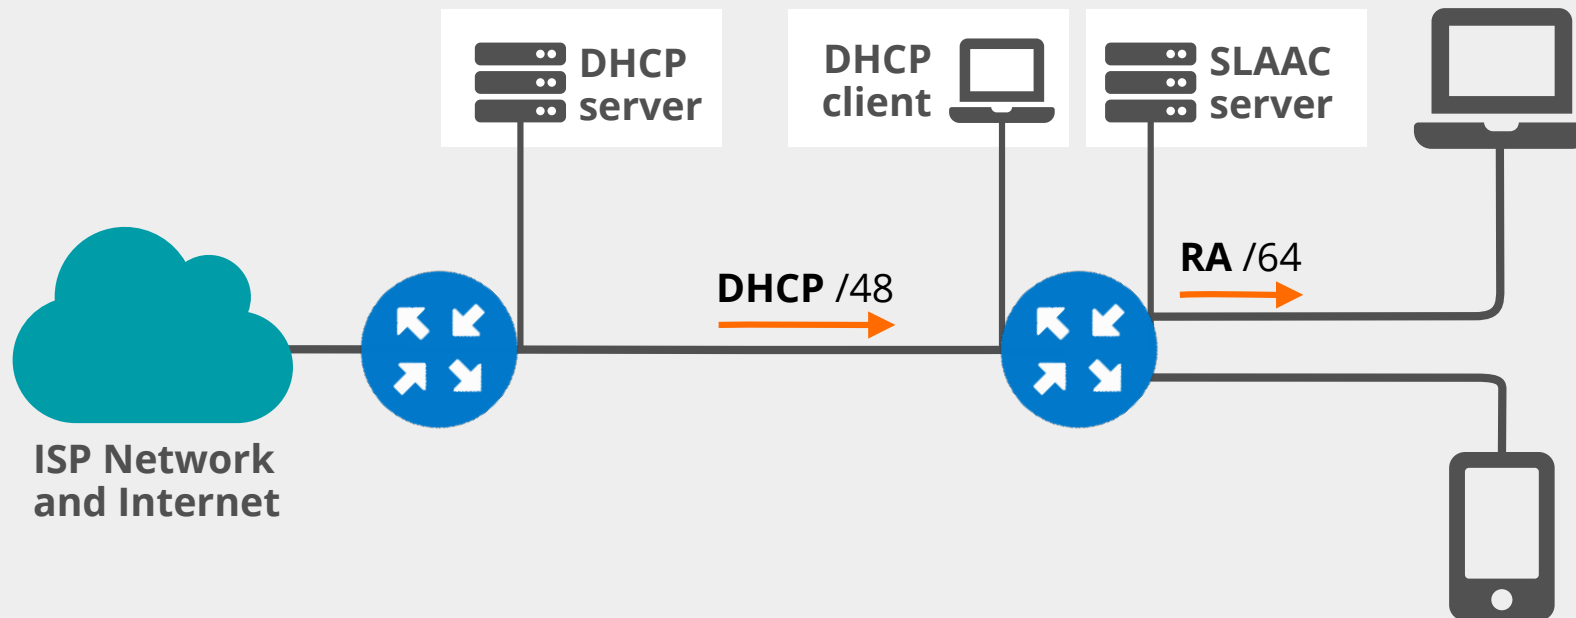 DHCP
server
DHCP
client
SLAAC
server
RA /64
DHCP /48
ISP Network
and Internet